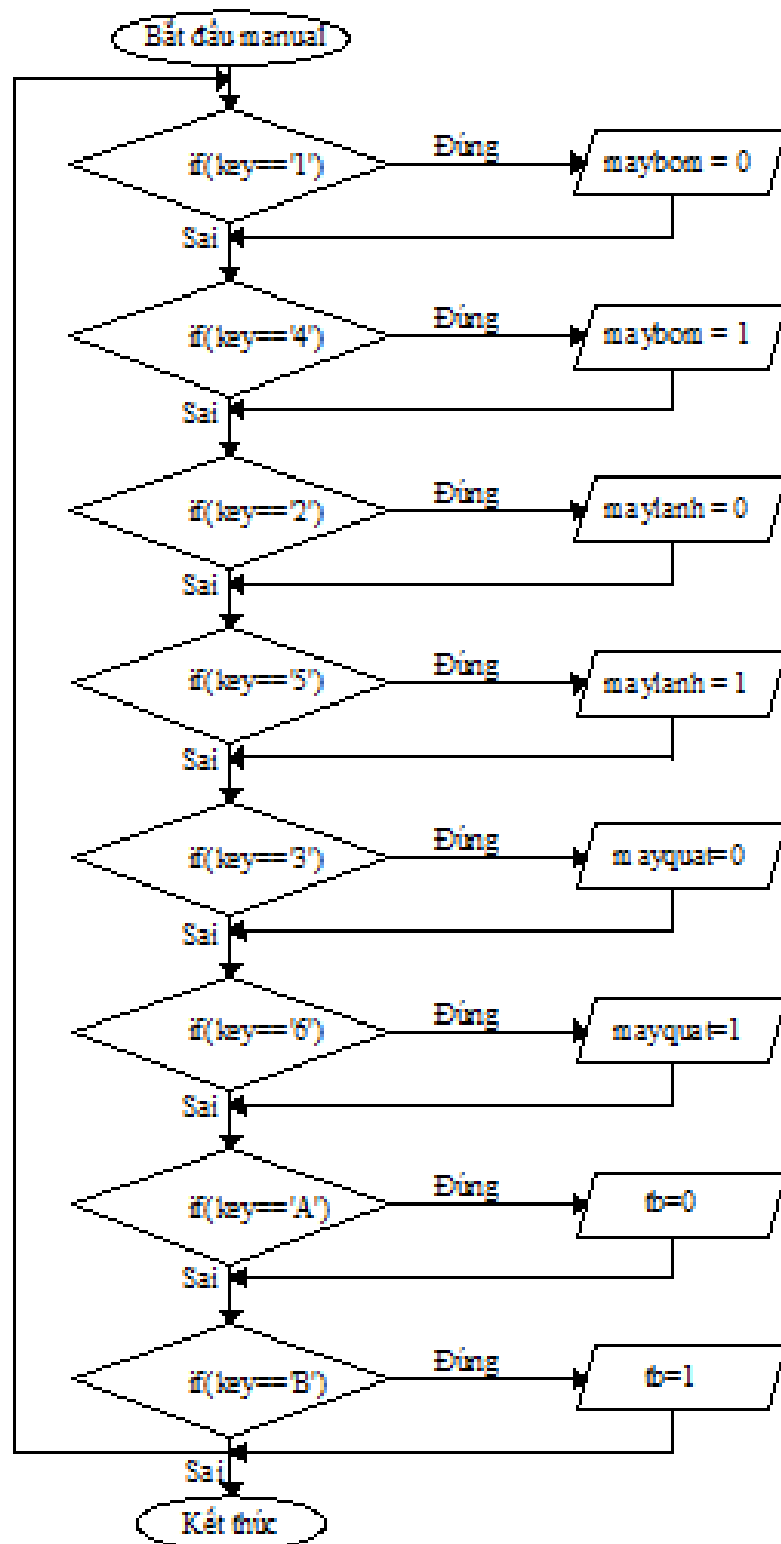 Bắt đầu manual
if(key=='1')
Đúng
maybom = 0
Sai
if(key=='4')
Đúng
maybom = 1
Sai
if(key=='2')
Đúng
maylanh = 0
Sai
if(key=='5')
Đúng
maylanh = 1
Sai
if(key=='3')
Đúng
mayquat=0
Sai
if(key=='6')
Đúng
mayquat=1
Sai
if(key=='A')
Đúng
tb=0
Sai
if(key=='B')
Đúng
tb=1
Sai
Kết thúc